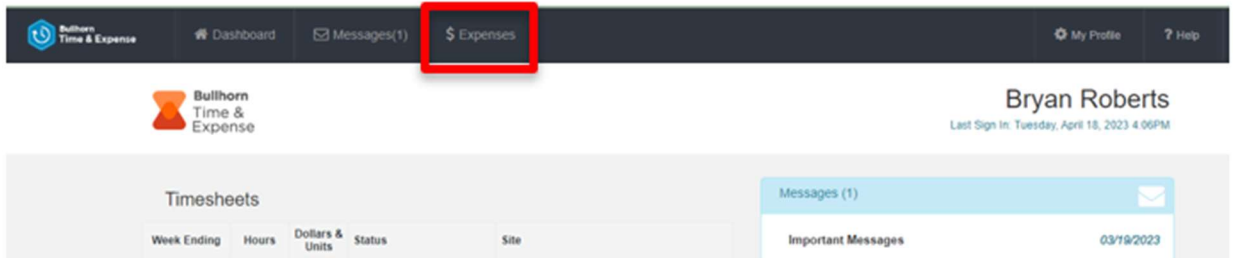 Bullhorn
Time & Expense
Dashboard
Messages(1)
$ Expenses
My Profile
? Help
Bullhorn
Time &
Expense
Bryan Roberts
Last Sign In: Tuesday, April 18, 2023 4:06PM
Timesheets
Week Ending Hours Dollars & Units Status Site
Messages (1)
Important Messages 03/19/2023